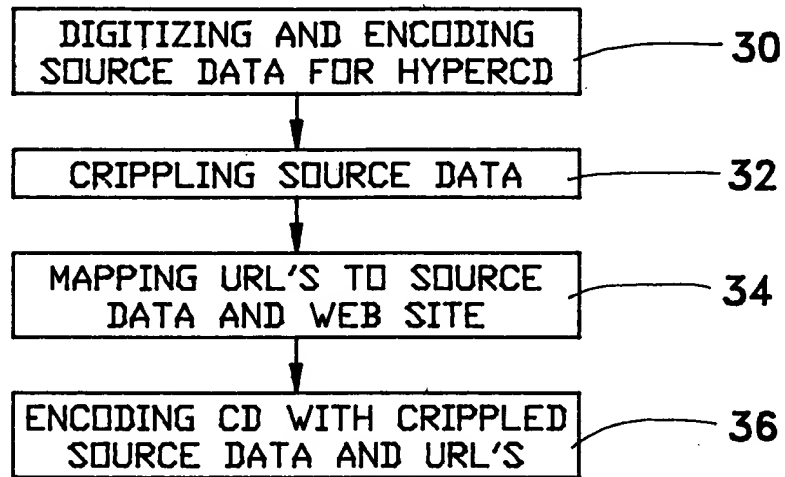 DIGITIZING AND ENCODING
SOURCE DATA FOR HYPERCD
30
CRIPPLING SOURCE DATA
32
MAPPING URL'S TO SOURCE
DATA AND WEB SITE
34
ENCODING CD WITH CRIPPLED
SOURCE DATA AND URL'S
36